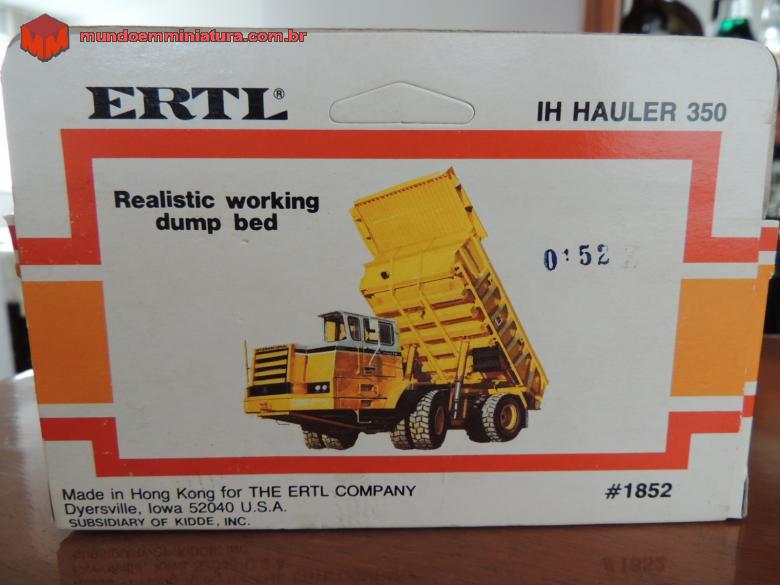 mundoemminiatura.com.br
ERTL®
IH HAULER 350
Realistic working
dump bed
0:52
Made in Hong Kong for THE ERTL COMPANY
Dyersville, Iowa 52040 U.S.A.
SUBSIDIARY OF KIDDE, INC.
#1852